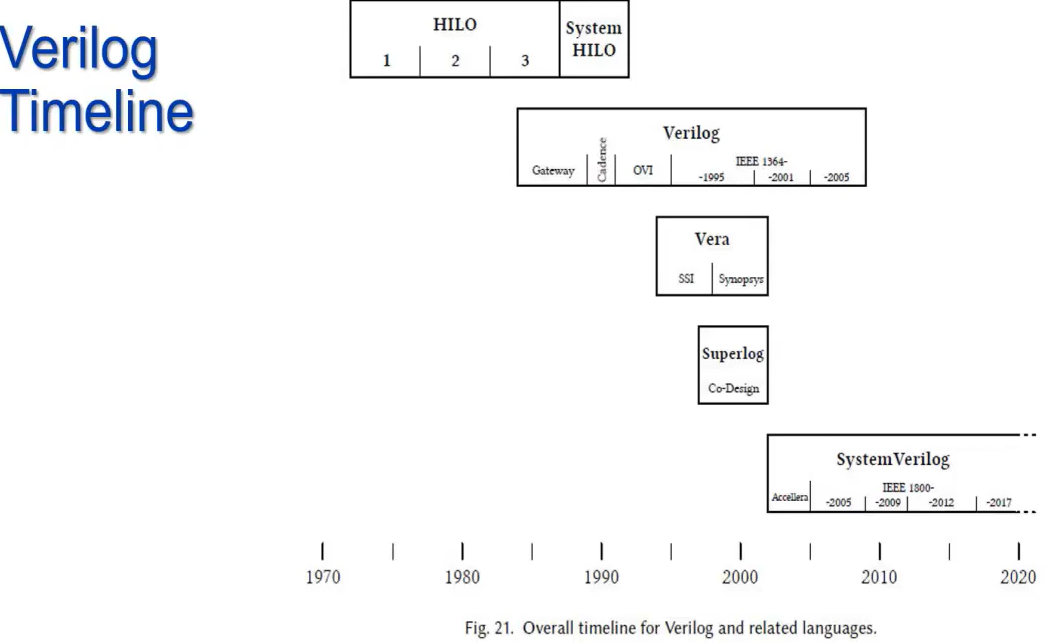 Verilog
Timeline
HILO
1 2 3
System
HILO
Verilog
Gateway
Cadence
OVI
IEEE 1364-
-1995 -2001 -2005
Vera
SSI Synopsys
Superlog
Co-Design
SystemVerilog
Accellera
IEEE 1800-
-2005 -2009 -2012 -2017
1970 1980 1990 2000 2010 2020
Fig. 21. Overall timeline for Verilog and related languages.